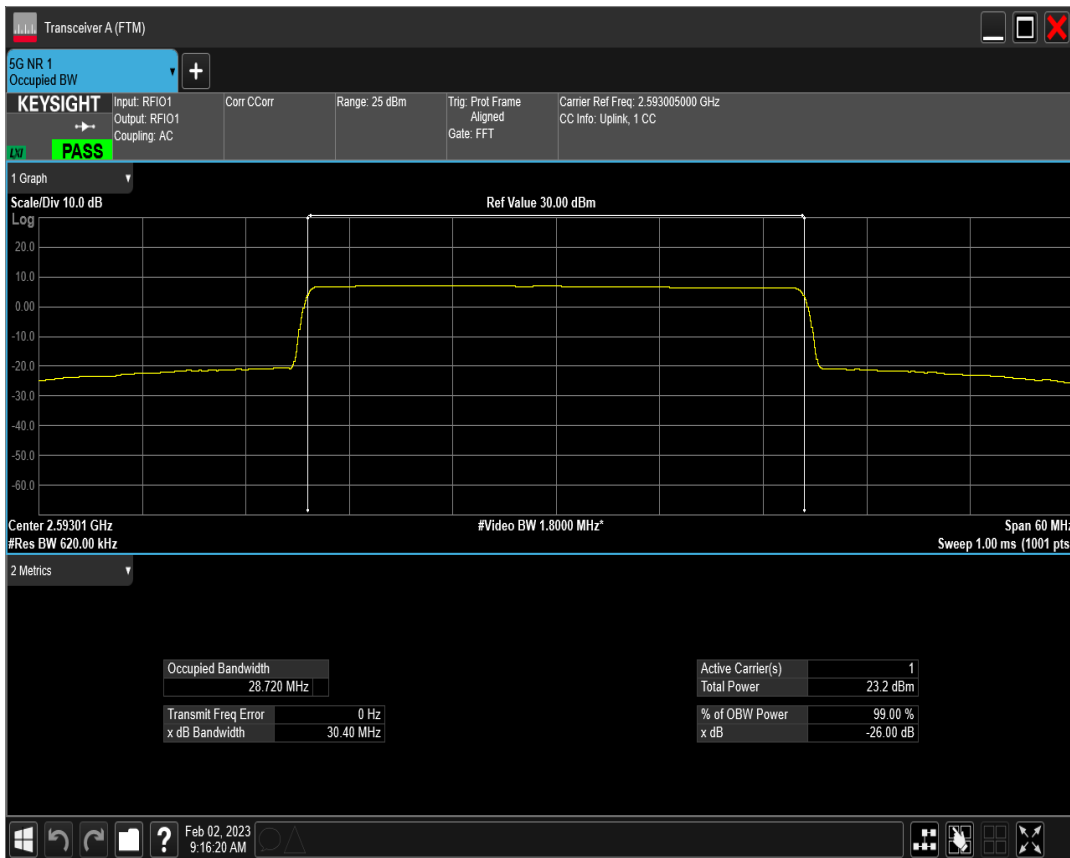 Transceiver A (FTM)
5G NR 1
Occupied BW
+
KEYSIGHT
LXI
PASS
Input: RFIO1
Output: RFIO1
Coupling: AC
Corr CCorr
Range: 25 dBm
Trig: Prot Frame
Aligned
Gate: FFT
Carrier Ref Freq: 2.593005000 GHz
CC Info: Uplink, 1 CC
1 Graph
Scale/Div 10.0 dB
Ref Value 30.00 dBm
Log
20.0
10.0
0.00
-10.0
-20.0
-30.0
-40.0
-50.0
-60.0
Center 2.59301 GHz
#Video BW 1.8000 MHz*
Span 60 MHz
#Res BW 620.00 kHz
Sweep 1.00 ms (1001 pts
2 Metrics
Occupied Bandwidth
28.720 MHz
Transmit Freq Error 0 Hz
x dB Bandwidth 30.40 MHz
Active Carrier(s) 1
Total Power 23.2 dBm
% of OBW Power 99.00 %
x dB -26.00 dB
?
Feb 02, 2023
9:16:20 AM